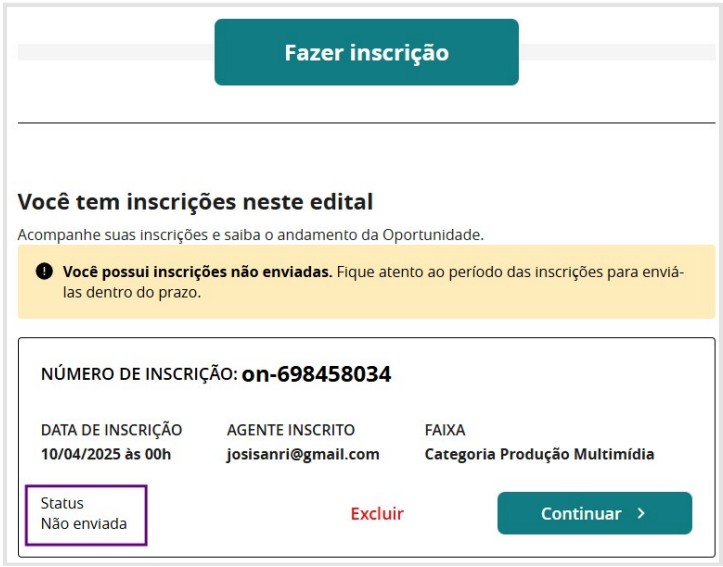 Fazer inscrição
Você tem inscrições neste edital
Acompanhe suas inscrições e saiba o andamento da Oportunidade.
Você possui inscrições não enviadas. Fique atento ao período das inscrições para enviá-
las dentro do prazo.
NÚMERO DE INSCRIÇÃO: on-698458034
DATA DE INSCRIÇÃO AGENTE INSCRITO FAIXA
10/04/2025 às 00h josisanri@gmail.com Categoria Produção Multimídia
Status
Não enviada
Excluir
Continuar